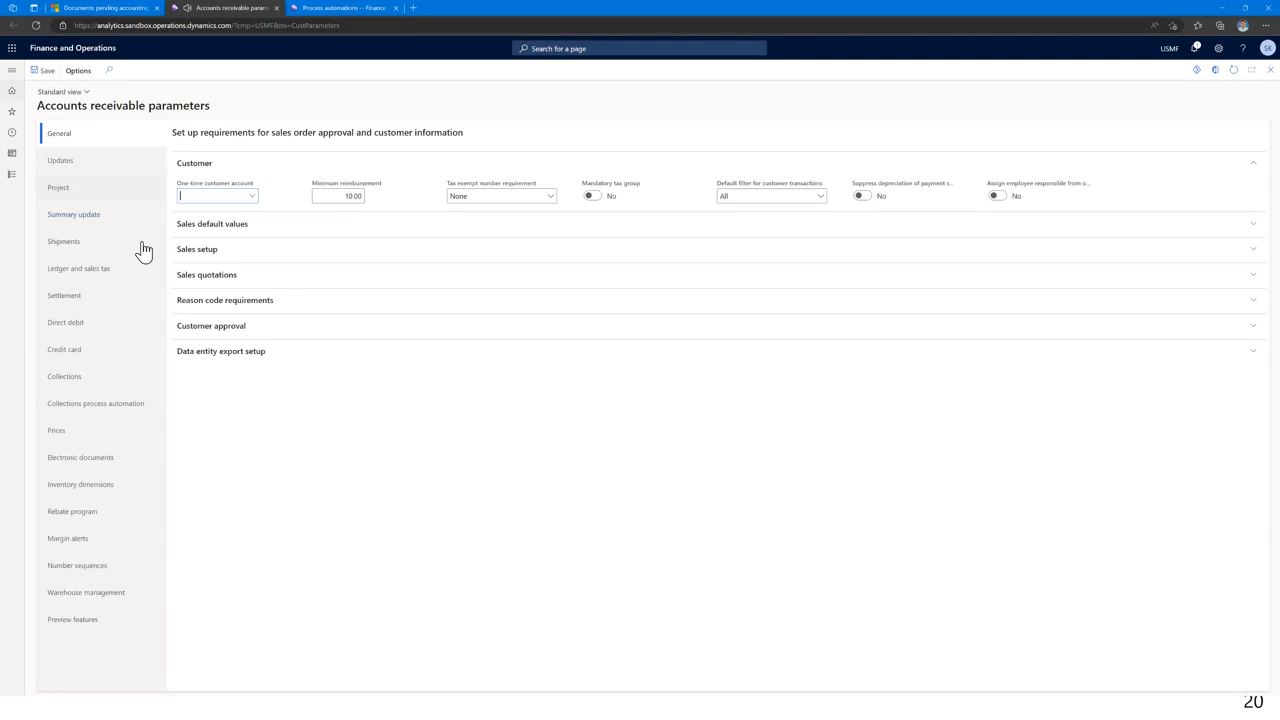 Documents pending accounting
Accounts receivable parame
Process automations -- Finance
https://analytics.sandbox.operations.dynamics.com/?cmp=USMF&mi=CustParameters
Finance and Operations
Search for a page
USMF
1
SK
Save
Options
Standard view
Accounts receivable parameters
General
Updates
Project
Summary update
Shipments
Ledger and sales tax
Settlement
Direct debit
Credit card
Collections
Collections process automation
Prices
Electronic documents
Inventory dimensions
Rebate program
Margin alerts
Number sequences
Warehouse management
Preview features
Set up requirements for sales order approval and customer information
Customer
One-time customer account
Minimum reimbursement
10.00
Tax exempt number requirement
None
Mandatory tax group
No
Default filter for customer transactions
All
Suppress depreciation of payment s...
No
Assign employee responsible from o...
No
Sales default values
Sales setup
Sales quotations
Reason code requirements
Customer approval
Data entity export setup
20